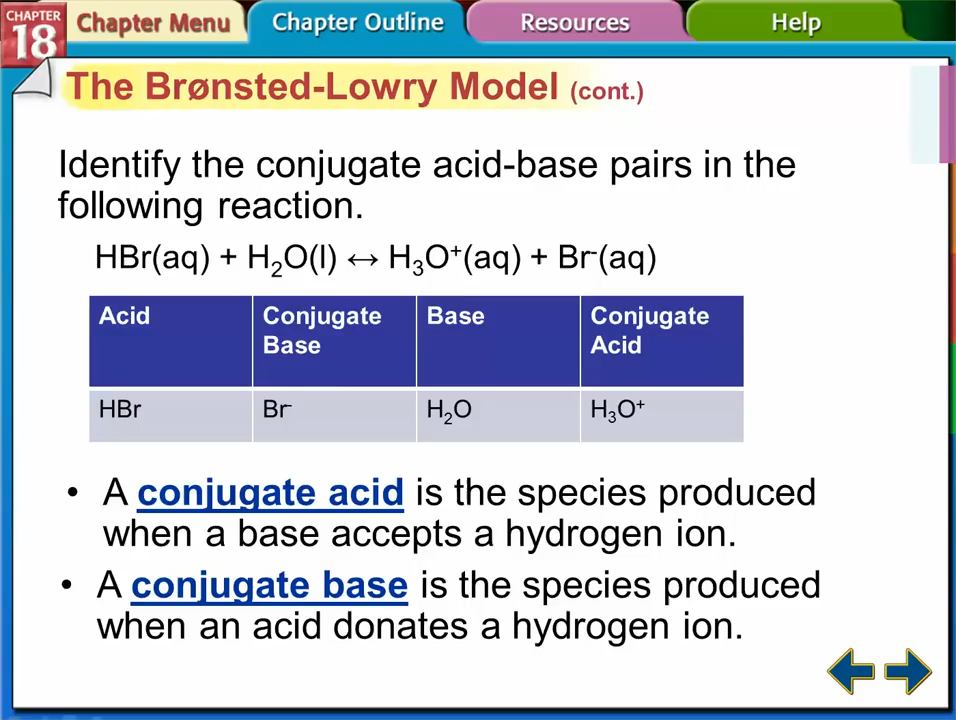 CHAPTER
18
Chapter Menu
Chapter Outline
Resources
Help
The Brønsted-Lowry Model (cont.)
Identify the conjugate acid-base pairs in the
following reaction.
HBr(aq) + H₂O(l) ↔ H₃O⁺(aq) + Br⁻(aq)
Acid
Conjugate
Base
Base
Conjugate
Acid
HBr
Br⁻
H₂O
H₃O⁺
• A conjugate acid is the species produced
when a base accepts a hydrogen ion.
• A conjugate base is the species produced
when an acid donates a hydrogen ion.